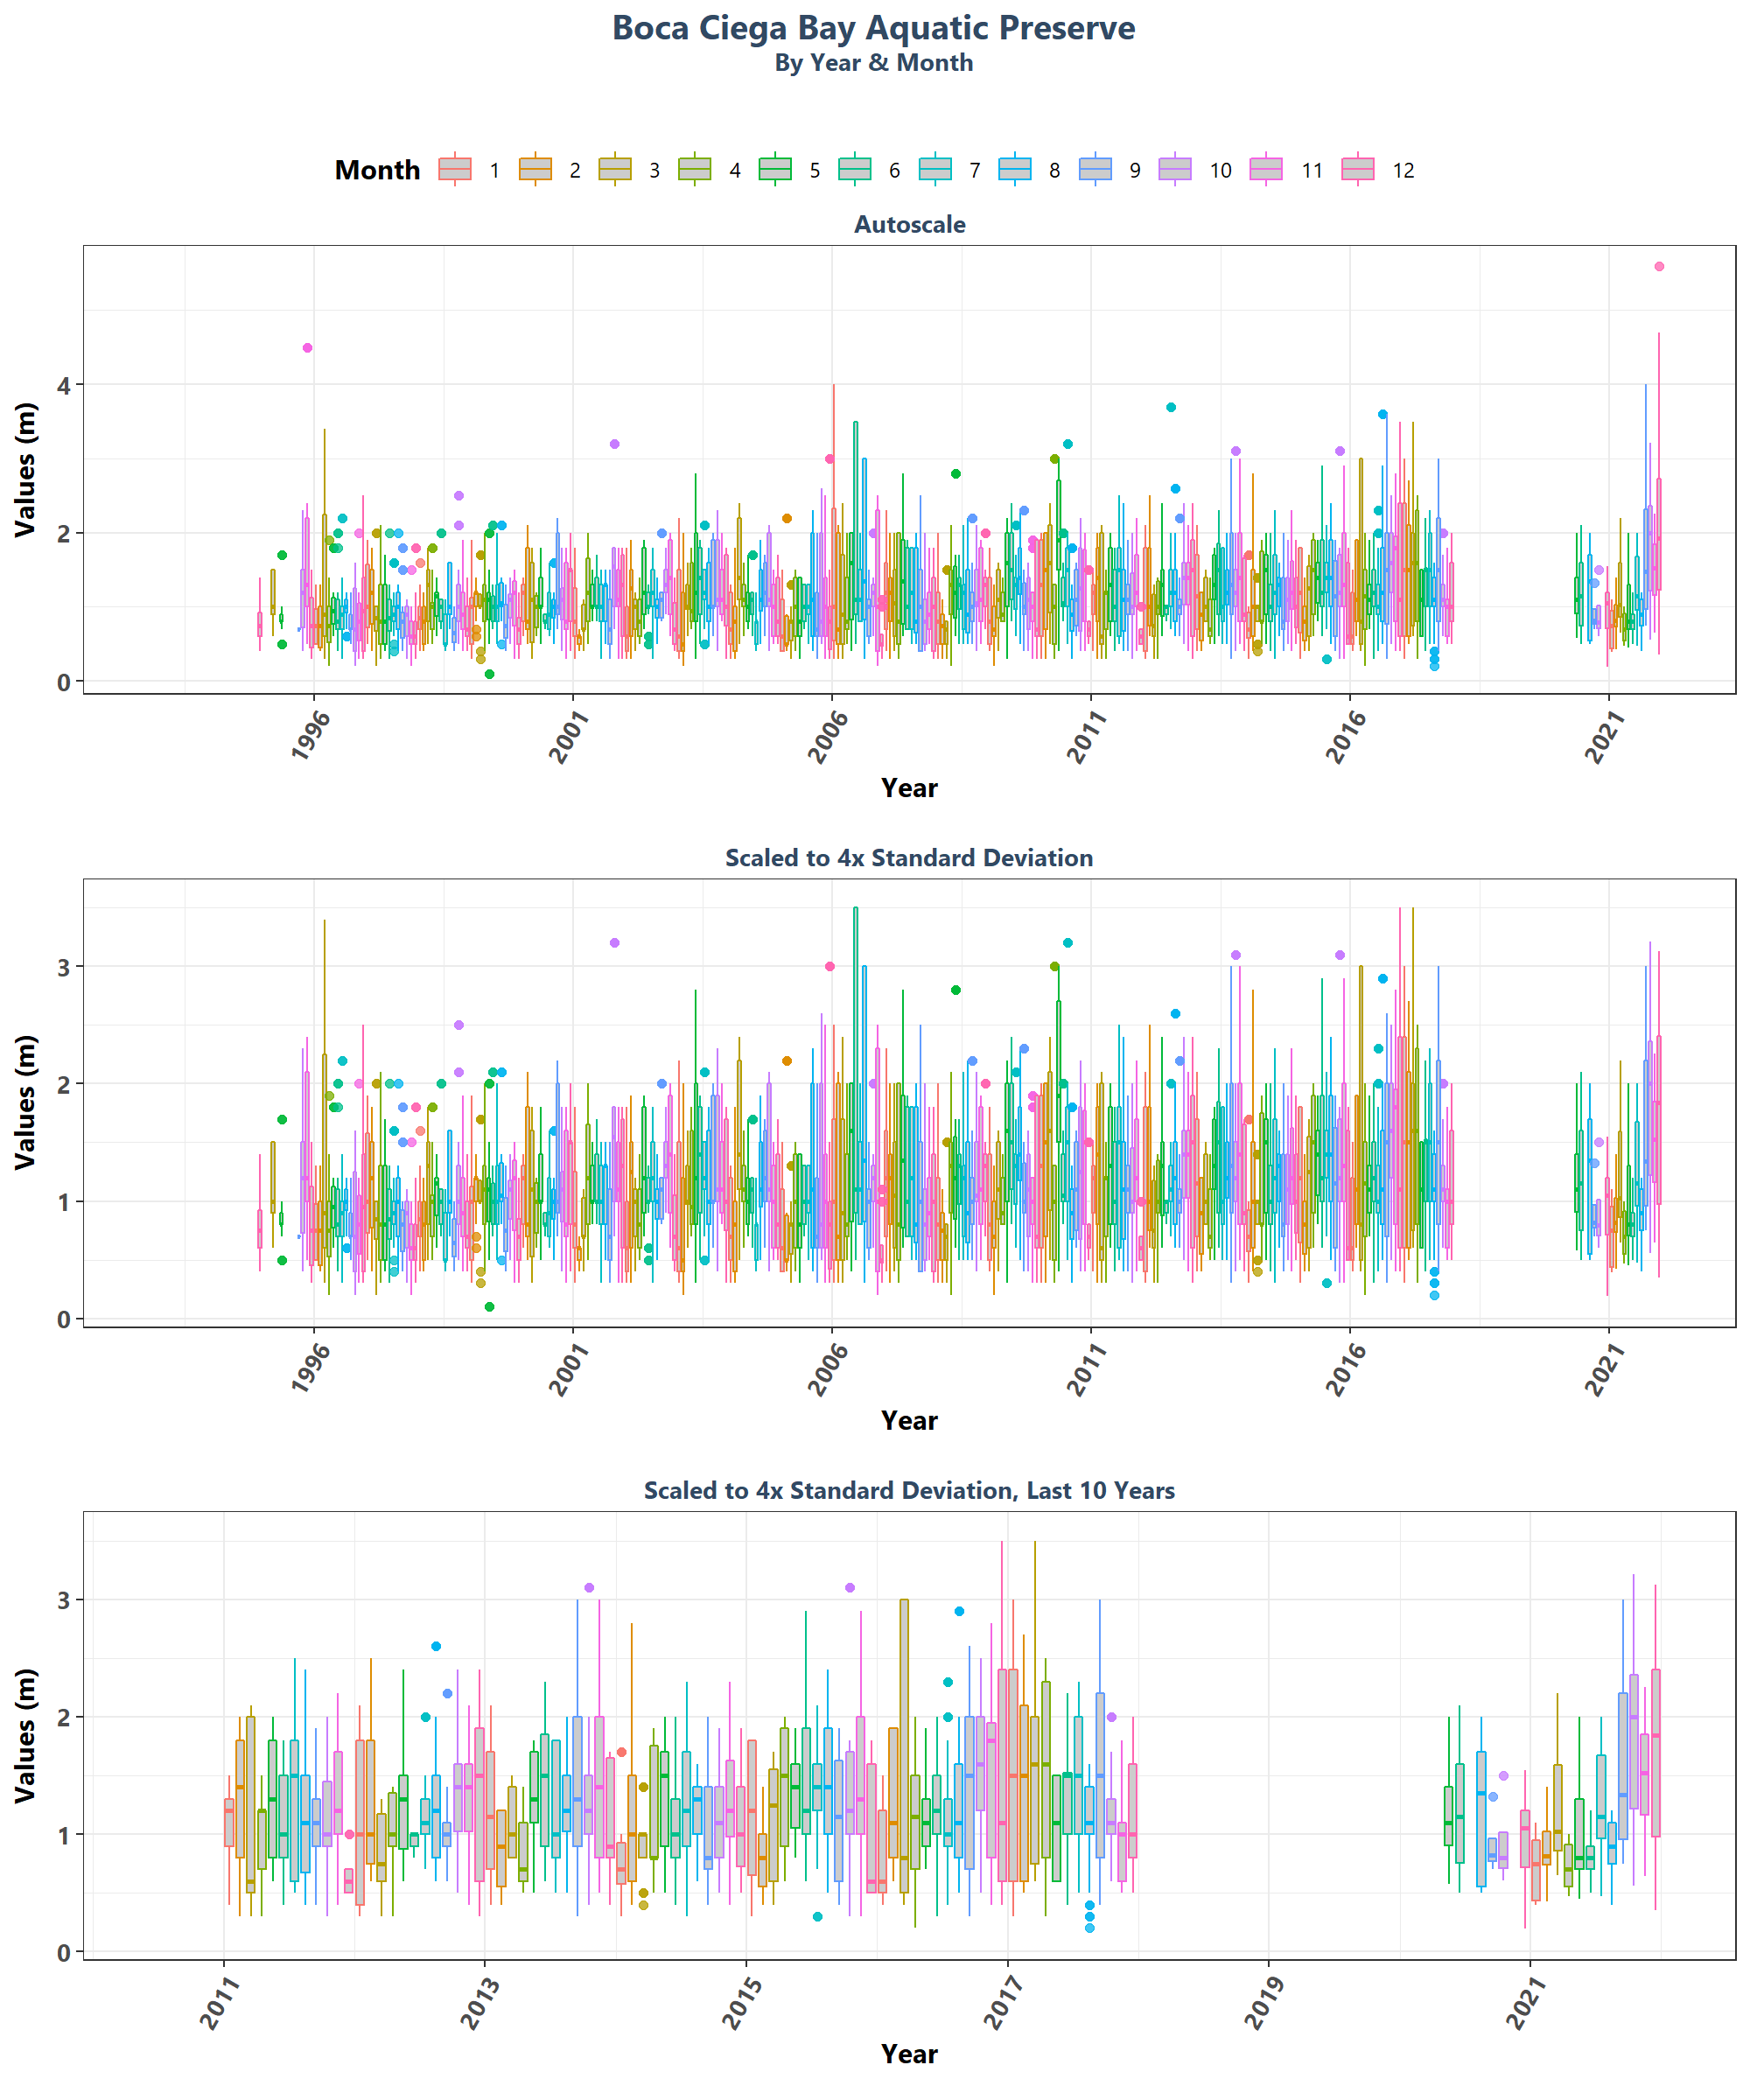 Boca Ciega Bay Aquatic Preserve
By Year & Month
Month 1 2 3 4 5 6 7 8 9 10 11 12
Autoscale
Values (m)
4
2
0
1996 2001 2006 2011 2016 2021
Year
Scaled to 4x Standard Deviation
Values (m)
3
2
1
0
1996 2001 2006 2011 2016 2021
Year
Scaled to 4x Standard Deviation, Last 10 Years
Values (m)
3
2
1
0
2011 2013 2015 2017 2019 2021
Year